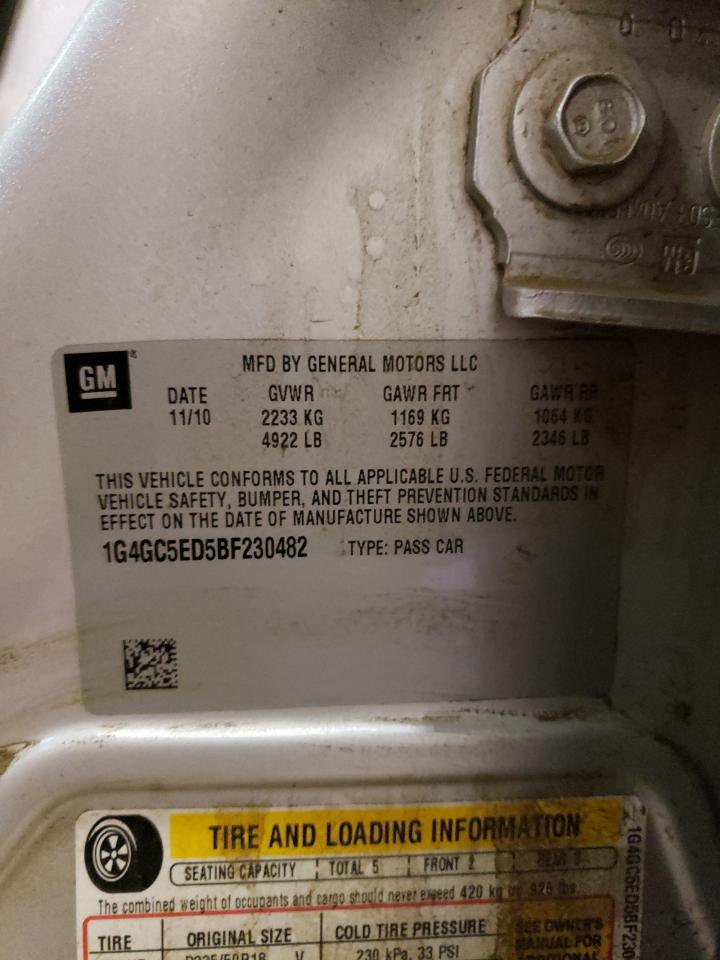 GM
MFD BY GENERAL MOTORS LLC
DATE GVWR GAWR FRT GAWR RR
11/10 2233 KG 1169 KG 1064 KG
4922 LB 2576 LB 2346 LB
THIS VEHICLE CONFORMS TO ALL APPLICABLE U.S. FEDERAL MOTOR
VEHICLE SAFETY, BUMPER, AND THEFT PREVENTION STANDARDS IN
EFFECT ON THE DATE OF MANUFACTURE SHOWN ABOVE.
1G4GC5ED5BF230482 TYPE: PASS CAR
TIRE AND LOADING INFORMATION
SEATING CAPACITY TOTAL 5 FRONT 2 REAR 3
The combined weight of occupants and cargo should never exceed 420 kg or 926 lbs.
TIRE ORIGINAL SIZE COLD TIRE PRESSURE SEE OWNER'S
MANUAL FOR
P235/50R18 V 230 kPa, 33 PSI ADDITIONAL
1G4GC5ED5BF230